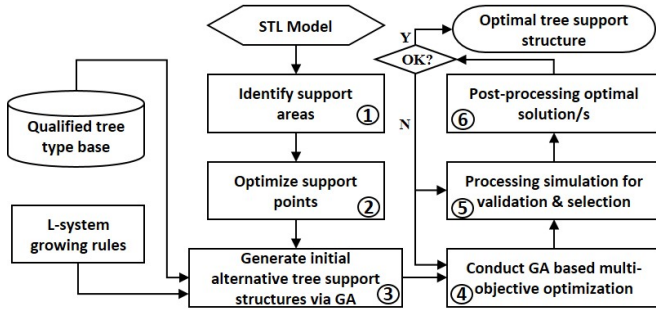 STL Model
Identify support
areas
①
Optimize support
points
②
Qualified tree
type base
L-system
growing rules
Generate initial
alternative tree support
structures via GA
③
Conduct GA based multi-
objective optimization
④
Processing simulation for
validation & selection
⑤
Post-processing optimal
solution/s
⑥
OK?
Y
N
Optimal tree support
structure